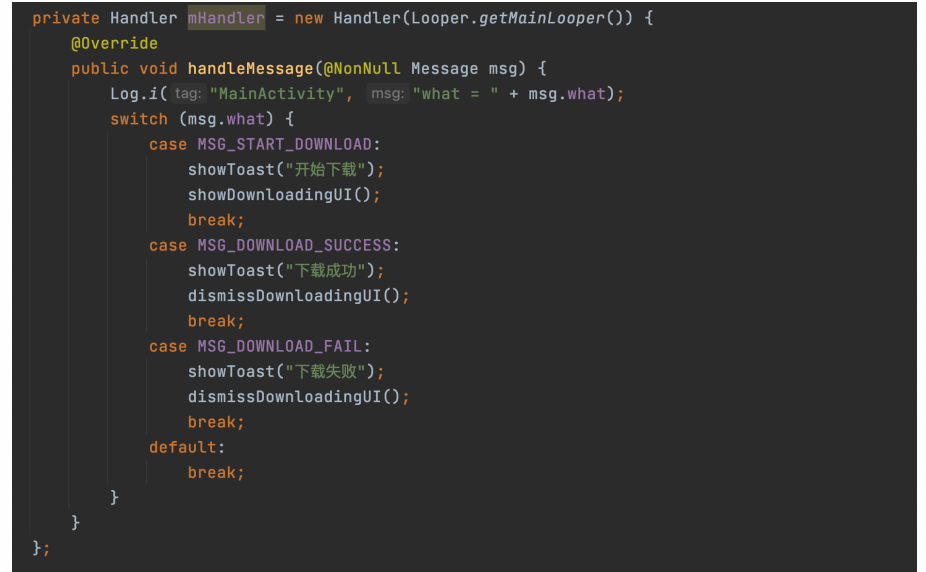 private Handler mHandler = new Handler(Looper.getMainLooper()) {
    @Override
    public void handleMessage(@NonNull Message msg) {
        Log.i( tag: "MainActivity",  msg: "what = " + msg.what);
        switch (msg.what) {
            case MSG_START_DOWNLOAD:
                showToast("开始下载");
                showDownloadingUI();
                break;
            case MSG_DOWNLOAD_SUCCESS:
                showToast("下载成功");
                dismissDownloadingUI();
                break;
            case MSG_DOWNLOAD_FAIL:
                showToast("下载失败");
                dismissDownloadingUI();
                break;
            default:
                break;
        }
    }
};